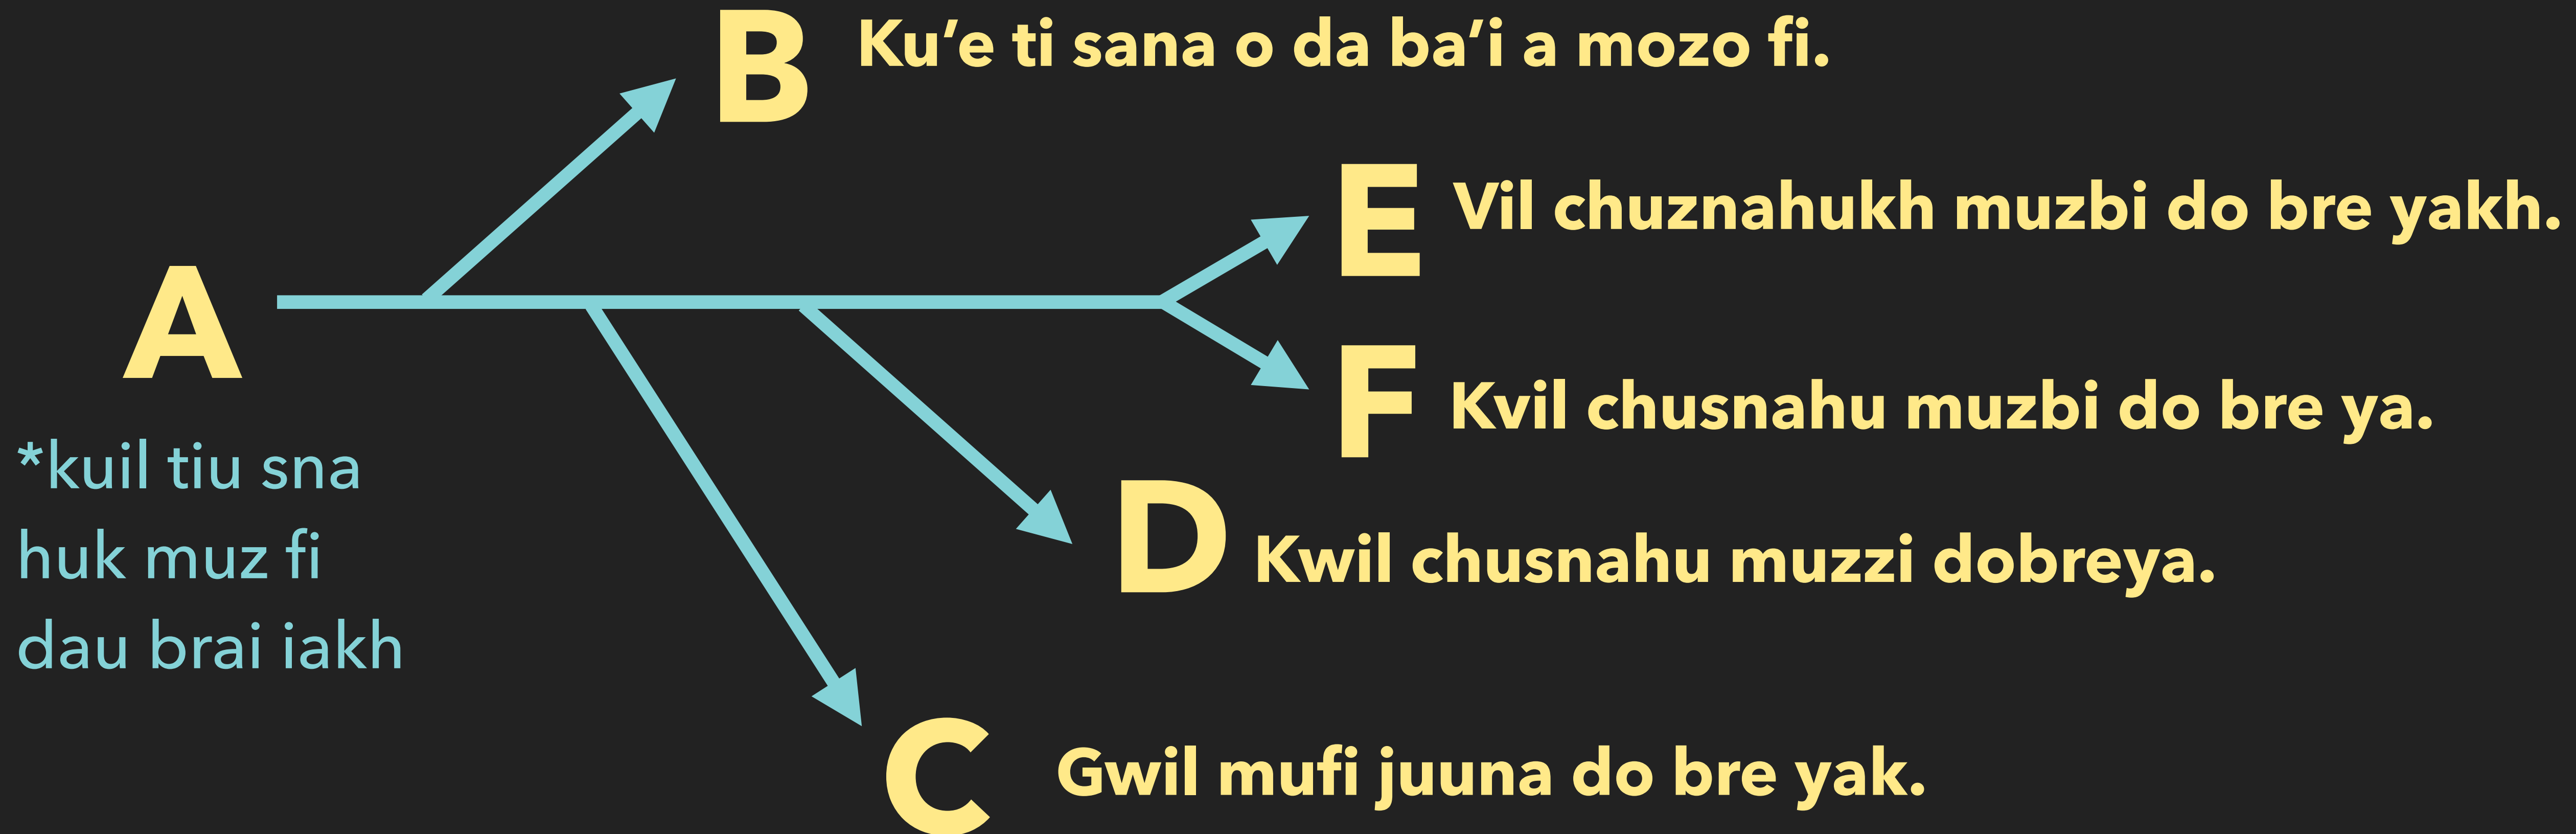 B
Ku’e ti sana o da ba’i a mozo fi.
E
Vil chuznahukh muzbi do bre yakh.
A
F
Kvil chusnahu muzbi do bre ya.
*kuil tiu sna
huk muz fi
dau brai iakh
D
Kwil chusnahu muzzi dobreya.
C
Gwil mufi juuna do bre yak.